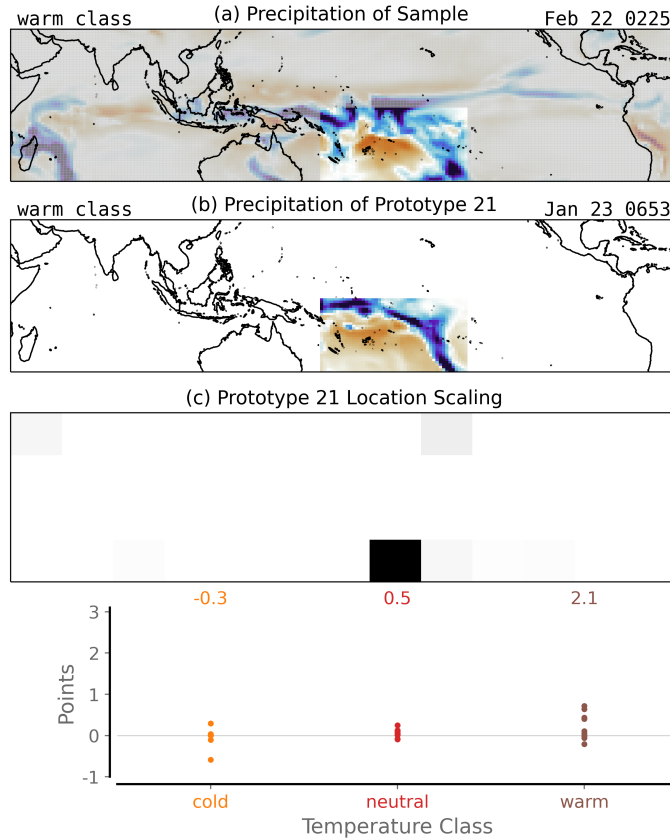 (a) Precipitation of Sample
warm class Feb 22 0225
(b) Precipitation of Prototype 21
warm class Jan 23 0653
(c) Prototype 21 Location Scaling
-0.3 0.5 2.1
3
2
1
0
-1
Points
cold neutral warm
Temperature Class